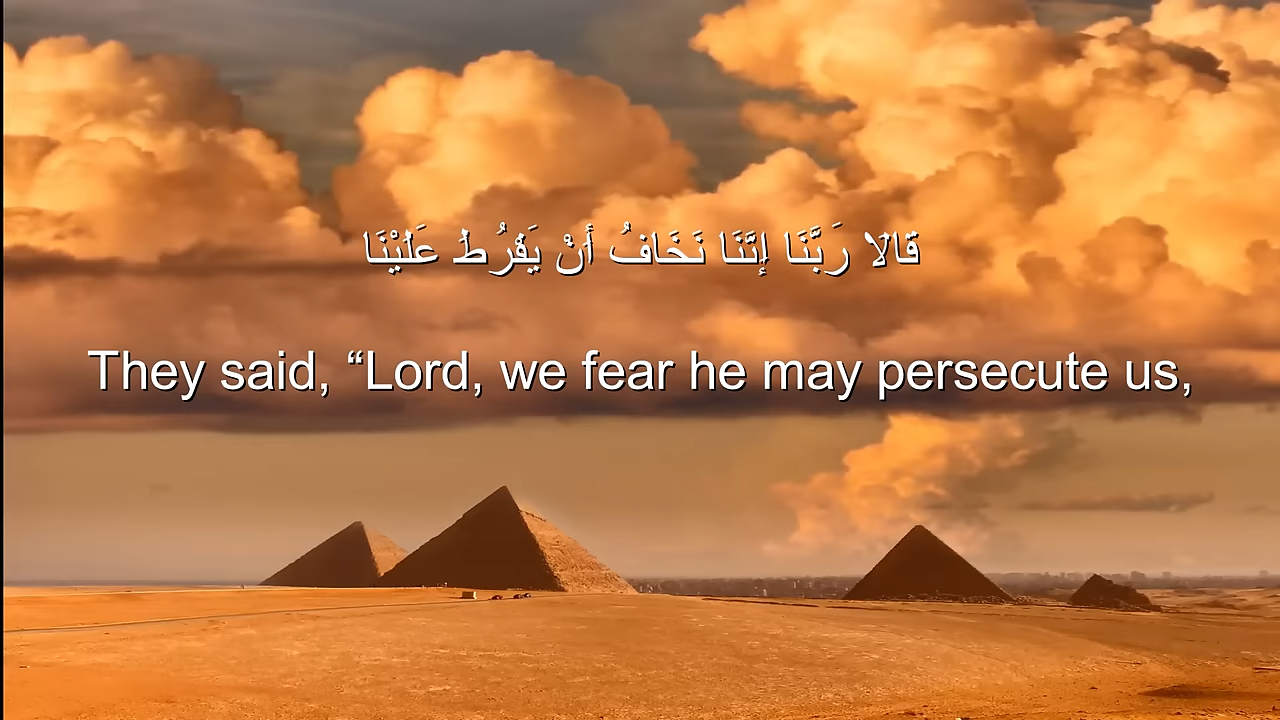 قَالَا رَبَّنَا إِنَّنَا نَخَافُ أَنْ يَفْرُطَ عَلَيْنَا
They said, “Lord, we fear he may persecute us,